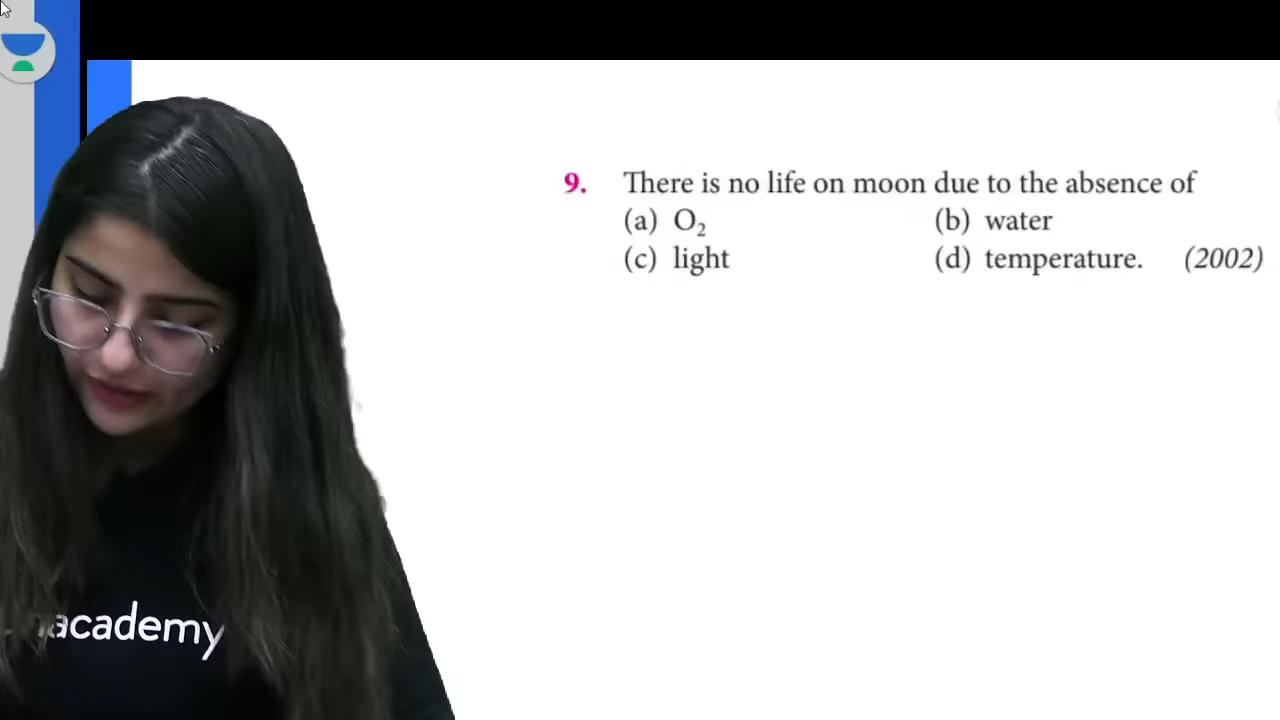 9. There is no life on moon due to the absence of
(a) O₂ (b) water
(c) light (d) temperature. (2002)
academy